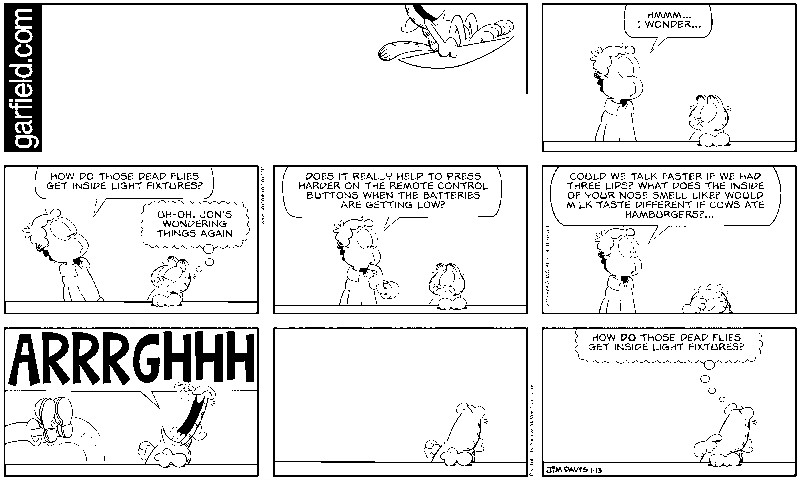 garfield.com
HMMM...
I WONDER...
HOW DO THOSE DEAD FLIES
GET INSIDE LIGHT FIXTURES?
UH-OH. JON'S
WONDERING
THINGS AGAIN
DOES IT REALLY HELP TO PRESS
HARDER ON THE REMOTE CONTROL
BUTTONS WHEN THE BATTERIES
ARE GETTING LOW?
COULD WE TALK FASTER IF WE HAD
THREE LIPS? WHAT DOES THE INSIDE
OF YOUR NOSE SMELL LIKE? WOULD
MILK TASTE DIFFERENT IF COWS ATE
HAMBURGERS?...
ARRRGHHH
HOW DO THOSE DEAD FLIES
GET INSIDE LIGHT FIXTURES?
JIM DAVIS 1-13